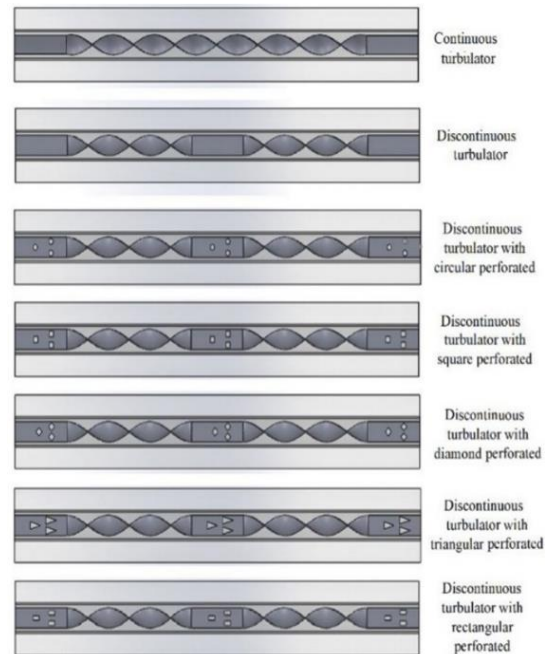 Continuous
turbulator
Discontinuous
turbulator
Discontinuous
turbulator with
circular perforated
Discontinuous
turbulator with
square perforated
Discontinuous
turbulator with
diamond perforated
Discontinuous
turbulator with
triangular perforated
Discontinuous
turbulator with
rectangular
perforated